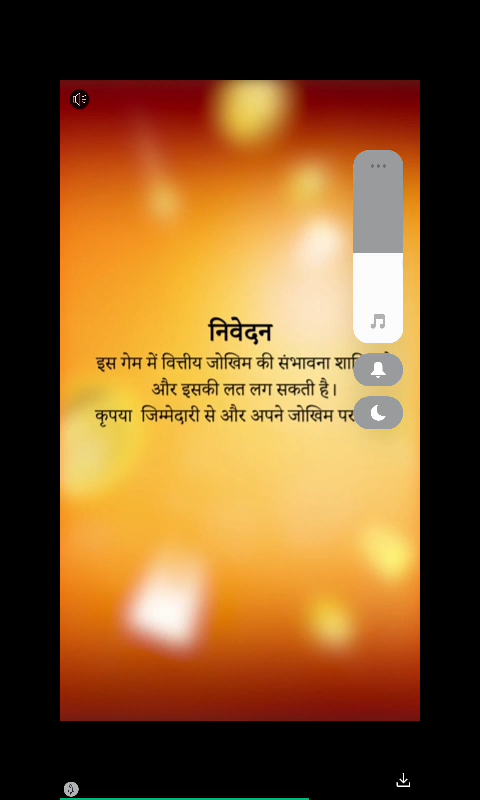 निवेदन
इस गेम में वित्तीय जोखिम की संभावना
और इसकी लत लग सकती है।
कृपया जिम्मेदारी से और अपने जोखिम पर